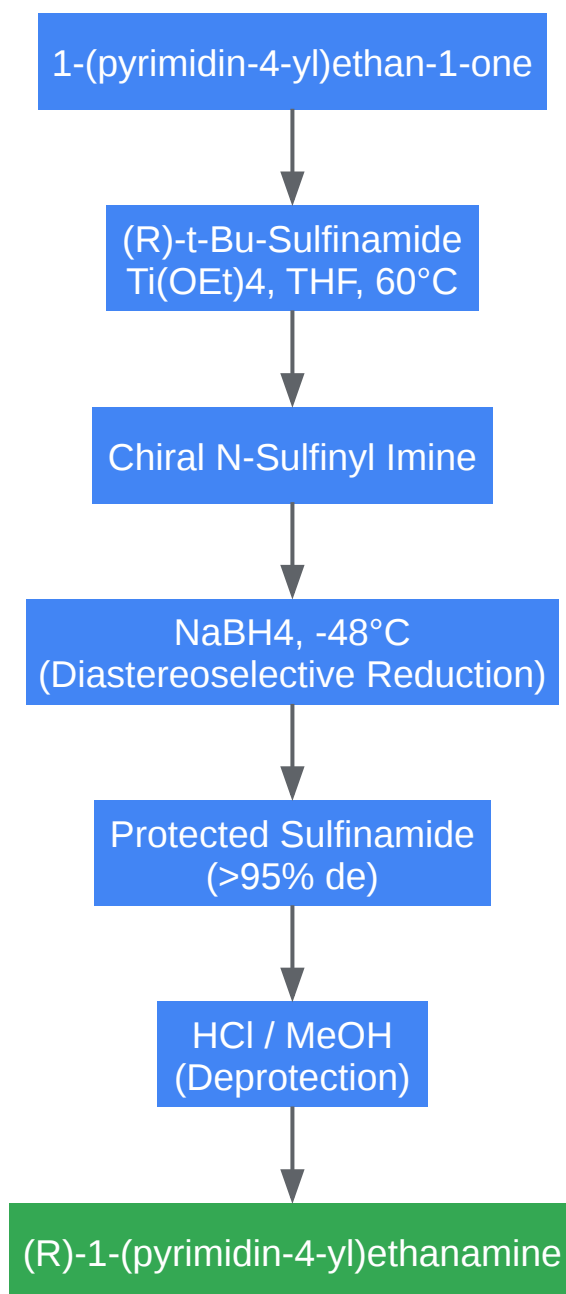 1-(pyrimidin-4-yl)ethan-1-one
(R)-t-Bu-Sulfinamide
Ti(OEt)4, THF, 60°C
Chiral N-Sulfinyl Imine
NaBH4, -48°C
(Diastereoselective Reduction)
Protected Sulfinamide
(>95% de)
HCl / MeOH
(Deprotection)
(R)-1-(pyrimidin-4-yl)ethanamine